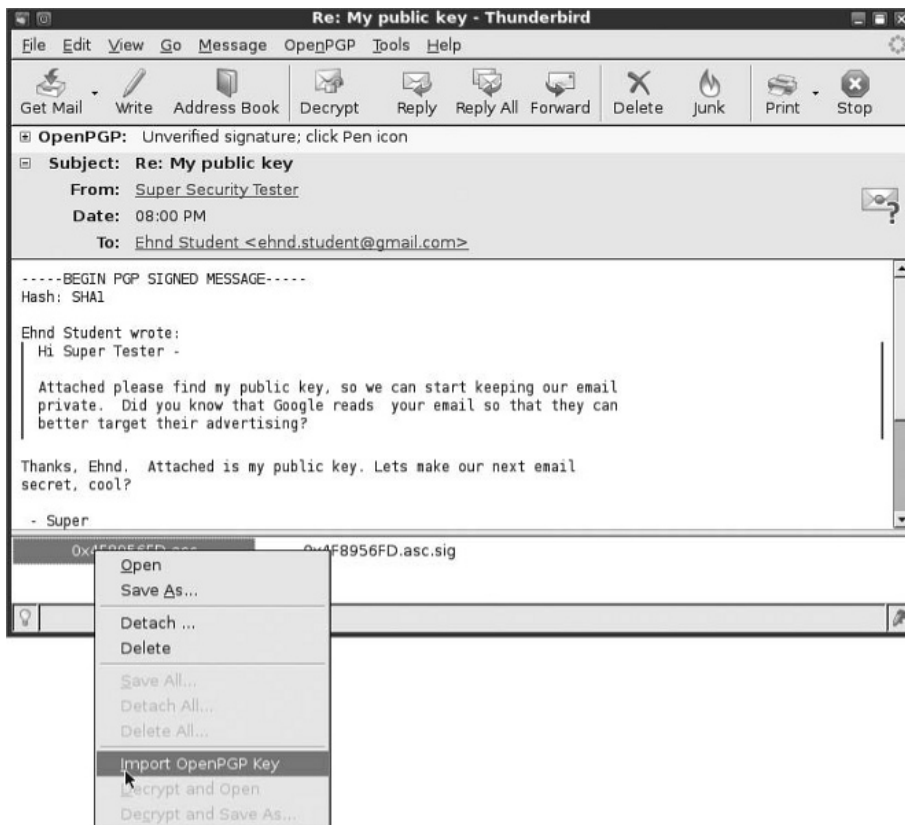 Re: My public key - Thunderbird
File Edit View Go Message OpenPGP Tools Help
Get Mail Write Address Book Decrypt Reply Reply All Forward Delete Junk Print Stop
OpenPGP: Unverified signature; click Pen icon
Subject: Re: My public key
From: Super Security Tester
Date: 08:00 PM
To: Ehnd Student <ehnd.student@gmail.com>
-----BEGIN PGP SIGNED MESSAGE-----
Hash: SHA1
Ehnd Student wrote:
Hi Super Tester -
Attached please find my public key, so we can start keeping our email
private. Did you know that Google reads your email so that they can
better target their advertising?
Thanks, Ehnd. Attached is my public key. Lets make our next email
secret, cool?
- Super
0x4F8956FD.asc 0x4F8956FD.asc.sig
Open
Save As...
Detach ...
Delete
Save All...
Detach All...
Delete All...
Import OpenPGP Key
Decrypt and Open
Decrypt and Save As...